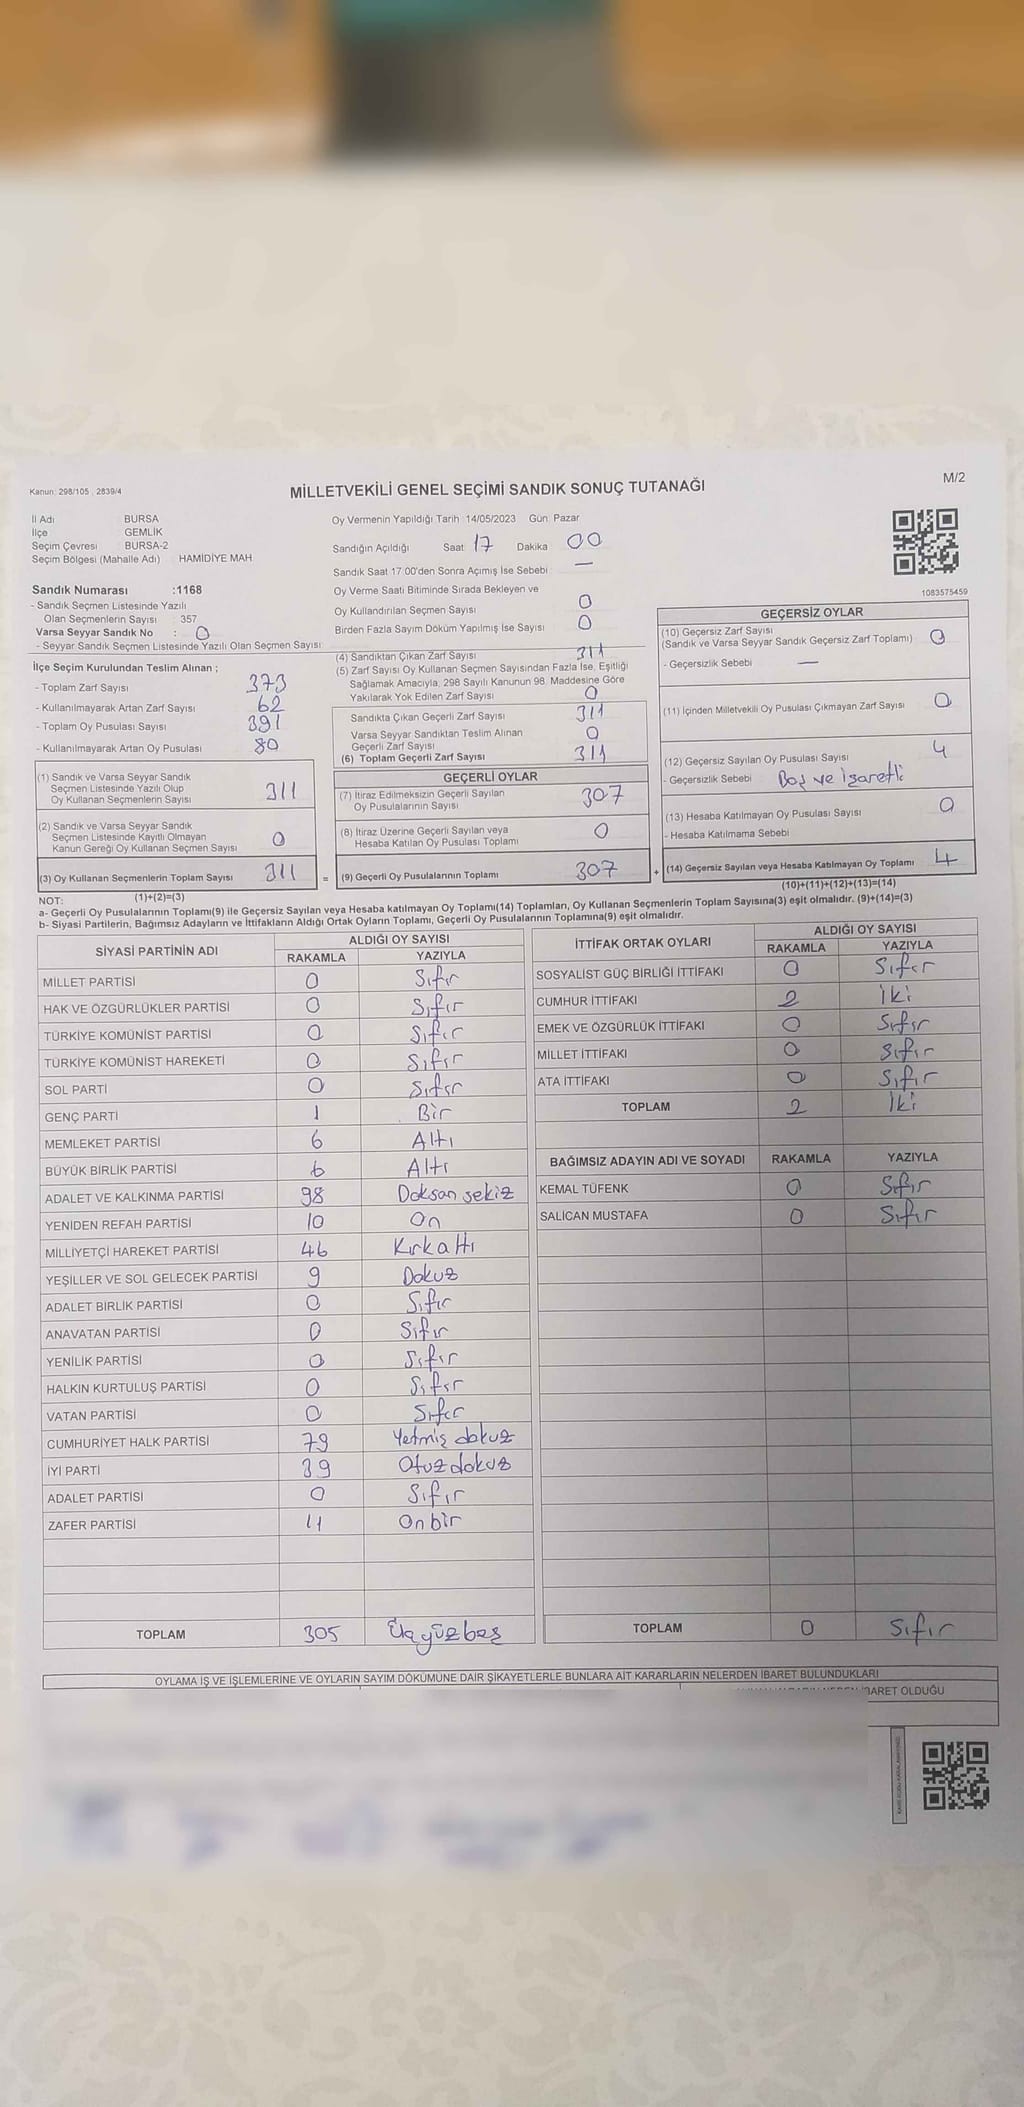 Kanun: 298/105 , 2839/4
MİLLETVEKİLİ GENEL SEÇİMİ SANDIK SONUÇ TUTANAĞI
M/2
İl Adı BURSA
İlçe GEMLİK
Seçim Çevresi BURSA-2
Seçim Bölgesi (Mahalle Adı) HAMİDİYE MAH
Sandık Numarası :1168
- Sandık Seçmen Listesinde Yazılı
Olan Seçmenlerin Sayısı : 357
Varsa Seyyar Sandık No : 0
- Seyyar Sandık Seçmen Listesinde Yazılı Olan Seçmen Sayısı
İlçe Seçim Kurulundan Teslim Alınan ;
- Toplam Zarf Sayısı 373
- Kullanılmayarak Artan Zarf Sayısı 62
- Toplam Oy Pusulası Sayısı 391
- Kullanılmayarak Artan Oy Pusulası 80
(1) Sandık ve Varsa Seyyar Sandık
Seçmen Listesinde Yazılı Olup
Oy Kullanan Seçmenlerin Sayısı 311
(2) Sandık ve Varsa Seyyar Sandık
Seçmen Listesinde Kayıtlı Olmayan
Kanun Gereği Oy Kullanan Seçmen Sayısı 0
(3) Oy Kullanan Seçmenlerin Toplam Sayısı 311
(1)+(2)=(3)
Oy Vermenin Yapıldığı Tarih :14/05/2023 Gün: Pazar
Sandığın Açıldığı Saat 17 Dakika 00
Sandık Saat 17:00'den Sonra Açımış İse Sebebi : —
Oy Verme Saati Bitiminde Sırada Bekleyen ve
Oy Kullandırılan Seçmen Sayısı 0
Birden Fazla Sayım Döküm Yapılmış İse Sayısı 0
(4) Sandıktan Çıkan Zarf Sayısı 311
(5) Zarf Sayısı Oy Kullanan Seçmen Sayısından Fazla İse, Eşitliği
Sağlamak Amacıyla, 298 Sayılı Kanunun 98. Maddesine Göre
Yakılarak Yok Edilen Zarf Sayısı 0
Sandıkta Çıkan Geçerli Zarf Sayısı 311
Varsa Seyyar Sandıktan Teslim Alınan
Geçerli Zarf Sayısı 0
(6) Toplam Geçerli Zarf Sayısı 311
GEÇERLİ OYLAR
(7) İtiraz Edilmeksizin Geçerli Sayılan
Oy Pusulalarının Sayısı 307
(8) İtiraz Üzerine Geçerli Sayılan veya
Hesaba Katılan Oy Pusulası Toplamı 0
= (9) Geçerli Oy Pusulalarının Toplamı 307 +
1083575459
GEÇERSİZ OYLAR
(10) Geçersiz Zarf Sayısı
(Sandık ve Varsa Seyyar Sandık Geçersiz Zarf Toplamı) 0
- Geçersizlik Sebebi —
(11) İçinden Milletvekili Oy Pusulası Çıkmayan Zarf Sayısı 0
(12) Geçersiz Sayılan Oy Pusulası Sayısı 4
- Geçersizlik Sebebi Boş ve işaretli
(13) Hesaba Katılmayan Oy Pusulası Sayısı 0
- Hesaba Katılmama Sebebi
(14) Geçersiz Sayılan veya Hesaba Katılmayan Oy Toplamı 4
(10)+(11)+(12)+(13)=(14)
NOT:
a- Geçerli Oy Pusulalarının Toplamı(9) ile Geçersiz Sayılan veya Hesaba katılmayan Oy Toplamı(14) Toplamları, Oy Kullanan Seçmenlerin Toplam Sayısına(3) eşit olmalıdır. (9)+(14)=(3)
b- Siyasi Partilerin, Bağımsız Adayların ve İttifakların Aldığı Ortak Oyların Toplamı, Geçerli Oy Pusulalarının Toplamına(9) eşit olmalıdır.
SİYASİ PARTİNİN ADI ALDIĞI OY SAYISI
RAKAMLA YAZIYLA
MİLLET PARTİSİ 0 Sıfır
HAK VE ÖZGÜRLÜKLER PARTİSİ 0 Sıfır
TÜRKİYE KOMÜNİST PARTİSİ 0 Sıfır
TÜRKİYE KOMÜNİST HAREKETİ 0 Sıfır
SOL PARTİ 0 Sıfır
GENÇ PARTİ 1 Bir
MEMLEKET PARTİSİ 6 Altı
BÜYÜK BİRLİK PARTİSİ 6 Altı
ADALET VE KALKINMA PARTİSİ 98 Doksan sekiz
YENİDEN REFAH PARTİSİ 10 On
MİLLİYETÇİ HAREKET PARTİSİ 46 Kırkaltı
YEŞİLLER VE SOL GELECEK PARTİSİ 9 Dokuz
ADALET BİRLİK PARTİSİ 0 Sıfır
ANAVATAN PARTİSİ 0 Sıfır
YENİLİK PARTİSİ 0 Sıfır
HALKIN KURTULUŞ PARTİSİ 0 Sıfır
VATAN PARTİSİ 0 Sıfır
CUMHURİYET HALK PARTİSİ 79 Yetmiş dokuz
İYİ PARTİ 39 Otuzdokuz
ADALET PARTİSİ 0 Sıfır
ZAFER PARTİSİ 11 Onbir
TOPLAM 305 Üçyüzbeş
İTTİFAK ORTAK OYLARI ALDIĞI OY SAYISI
RAKAMLA YAZIYLA
SOSYALİST GÜÇ BİRLİĞİ İTTİFAKI 0 Sıfır
CUMHUR İTTİFAKI 2 İki
EMEK VE ÖZGÜRLÜK İTTİFAKI 0 Sıfır
MİLLET İTTİFAKI 0 Sıfır
ATA İTTİFAKI 0 Sıfır
TOPLAM 2 İki
BAĞIMSIZ ADAYIN ADI VE SOYADI RAKAMLA YAZIYLA
KEMAL TÜFENK 0 Sıfır
SALİCAN MUSTAFA 0 Sıfır
TOPLAM 0 Sıfır
OYLAMA İŞ VE İŞLEMLERİNE VE OYLARIN SAYIM DÖKÜMÜNE DAİR ŞİKAYETLERLE BUNLARA AİT KARARLARIN NELERDEN İBARET BULUNDUKLARI
İBARET OLDUĞU